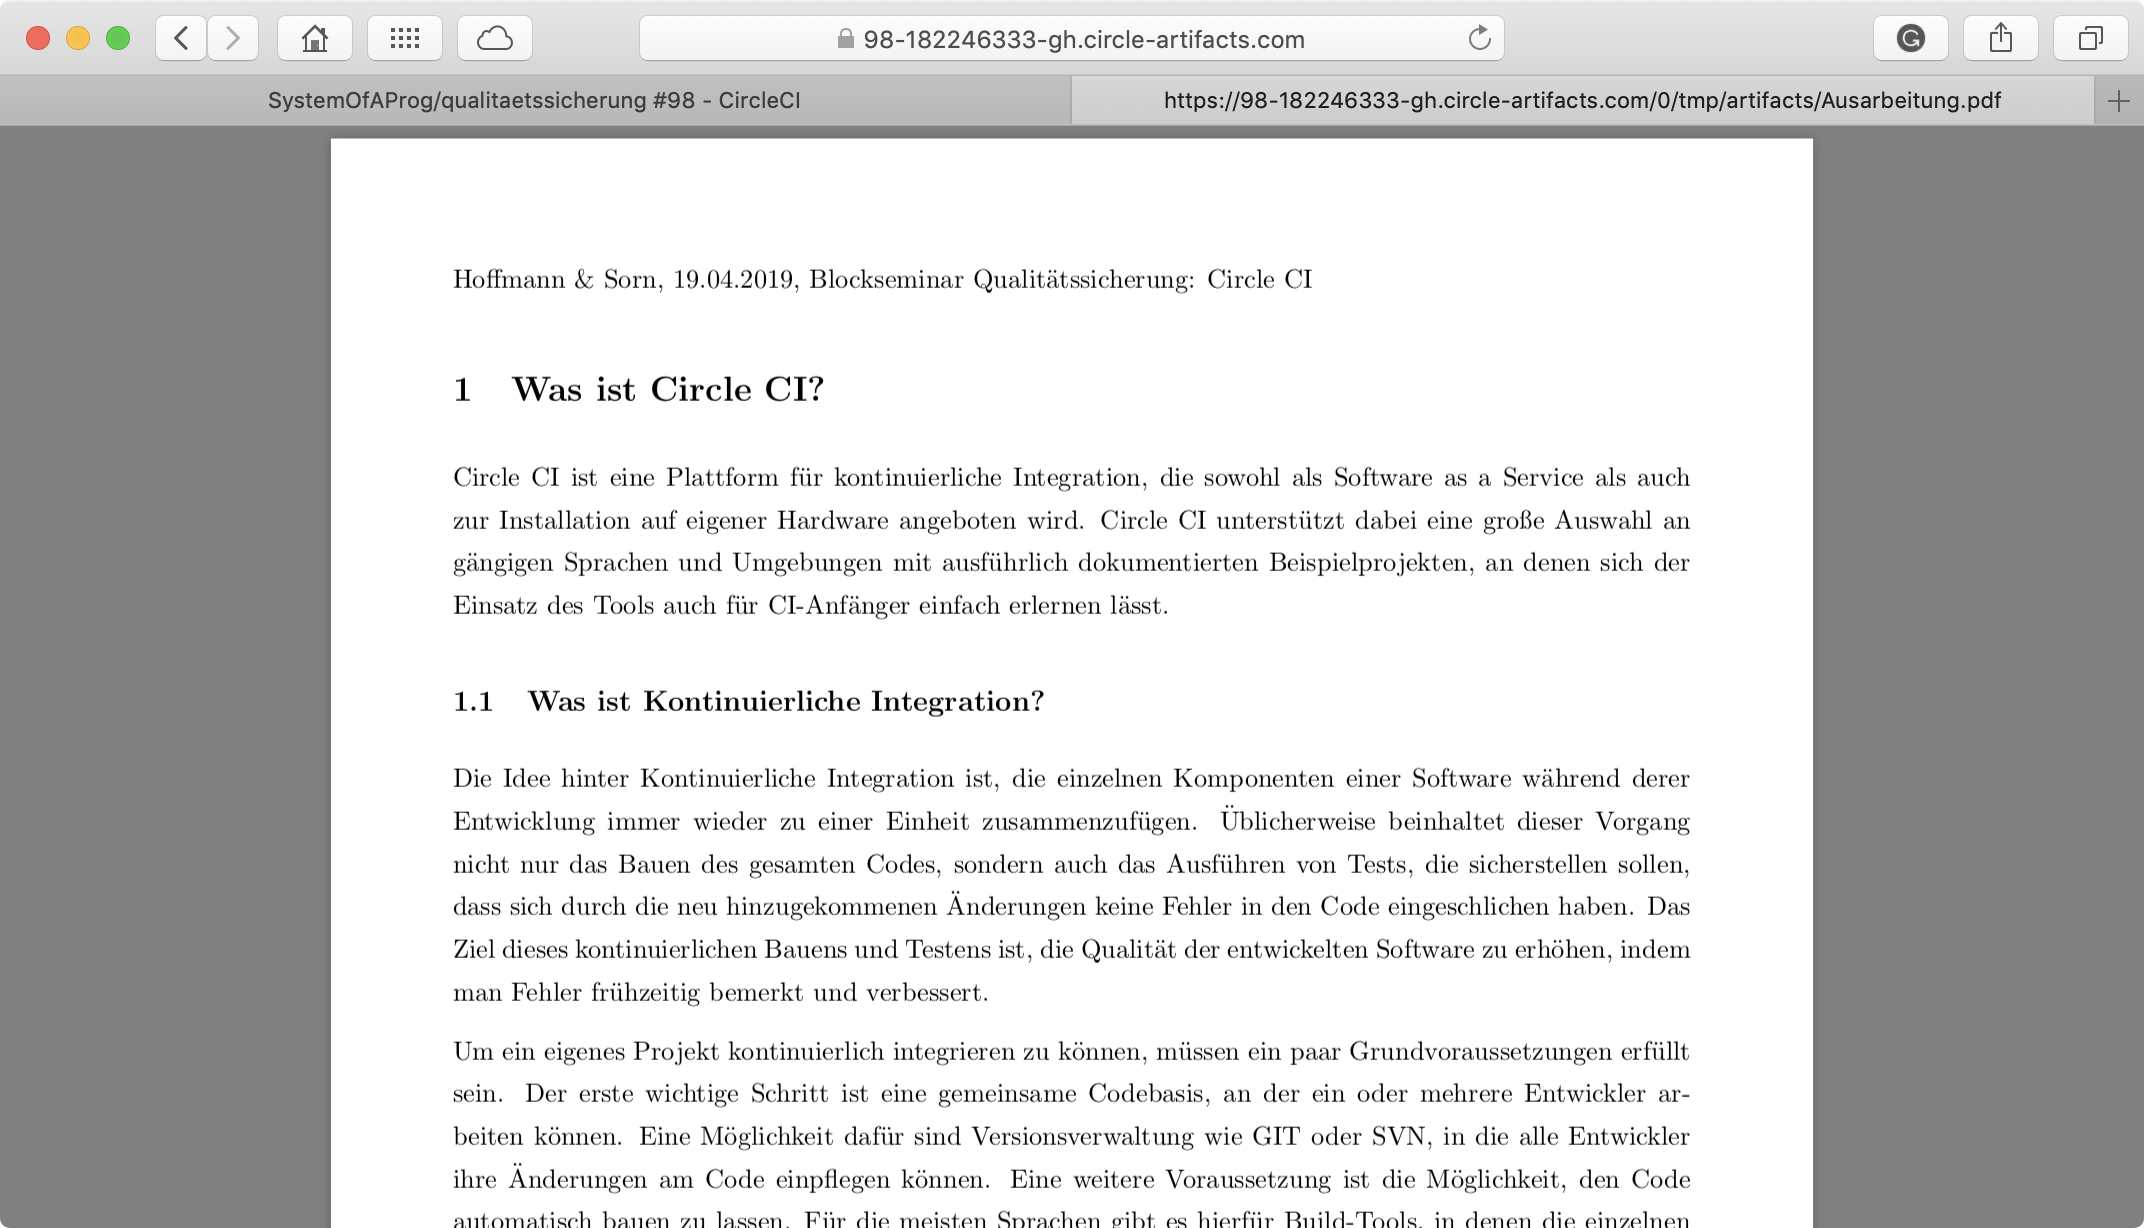 98-182246333-gh.circle-artifacts.com
SystemOfAProg/qualitaetssicherung #98 - CircleCI
https://98-182246333-gh.circle-artifacts.com/0/tmp/artifacts/Ausarbeitung.pdf
Hoffmann & Sorn, 19.04.2019, Blockseminar Qualitätssicherung: Circle CI
1 Was ist Circle CI?
Circle CI ist eine Plattform für kontinuierliche Integration, die sowohl als Software as a Service als auch
zur Installation auf eigener Hardware angeboten wird. Circle CI unterstützt dabei eine große Auswahl an
gängigen Sprachen und Umgebungen mit ausführlich dokumentierten Beispielprojekten, an denen sich der
Einsatz des Tools auch für CI-Anfänger einfach erlernen lässt.
1.1 Was ist Kontinuierliche Integration?
Die Idee hinter Kontinuierliche Integration ist, die einzelnen Komponenten einer Software während derer
Entwicklung immer wieder zu einer Einheit zusammenzufügen. Üblicherweise beinhaltet dieser Vorgang
nicht nur das Bauen des gesamten Codes, sondern auch das Ausführen von Tests, die sicherstellen sollen,
dass sich durch die neu hinzugekommenen Änderungen keine Fehler in den Code eingeschlichen haben. Das
Ziel dieses kontinuierlichen Bauens und Testens ist, die Qualität der entwickelten Software zu erhöhen, indem
man Fehler frühzeitig bemerkt und verbessert.
Um ein eigenes Projekt kontinuierlich integrieren zu können, müssen ein paar Grundvoraussetzungen erfüllt
sein. Der erste wichtige Schritt ist eine gemeinsame Codebasis, an der ein oder mehrere Entwickler ar-
beiten können. Eine Möglichkeit dafür sind Versionsverwaltung wie GIT oder SVN, in die alle Entwickler
ihre Änderungen am Code einpflegen können. Eine weitere Voraussetzung ist die Möglichkeit, den Code
automatisch bauen zu lassen. Für die meisten Sprachen gibt es hierfür Build-Tools, in denen die einzelnen